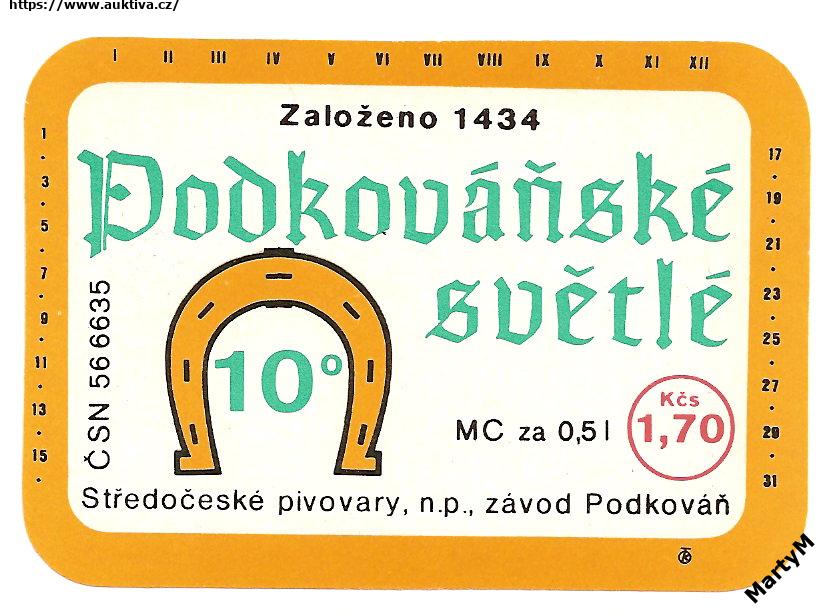 https://www.auktiva.cz/
I II III IV V VI VII VIII IX X XI XII
Založeno 1434
Podkováňské
světlé
1 · 3 · 5 · 7 · 9 · 11 · 13 · 15 ·
17 · 19 · 21 · 23 · 25 · 27 · 29 · 31
ČSN 56 6635
10°
MC za 0,5 l
Kčs
1,70
Středočeské pivovary, n.p., závod Podkováň
MartyM